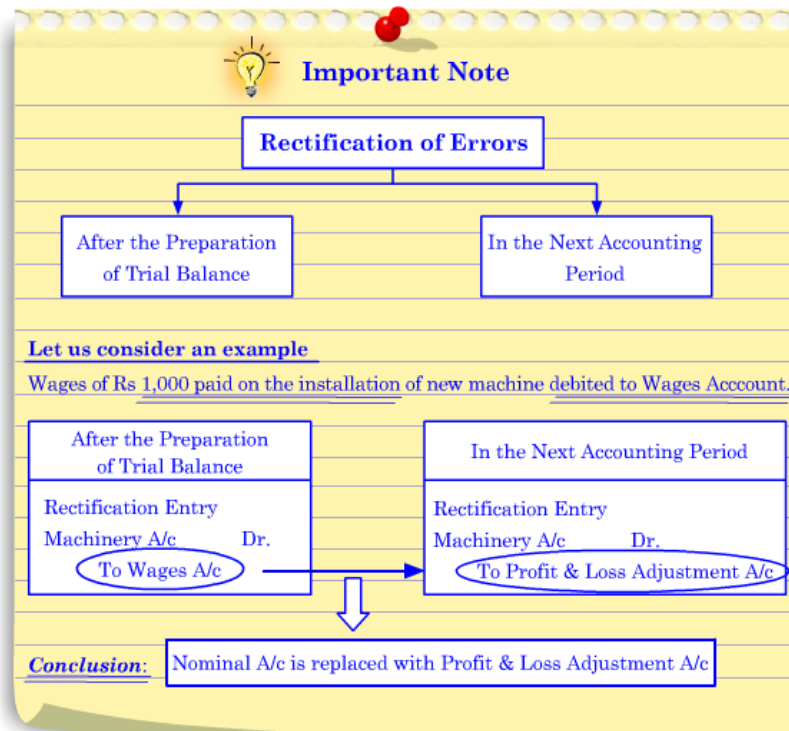 Important Note
Rectification of Errors
After the Preparation
of Trial Balance
In the Next Accounting
Period
Let us consider an example
Wages of Rs 1,000 paid on the installation of new machine debited to Wages Acccount.
After the Preparation
of Trial Balance
Rectification Entry
Machinery A/c Dr.
To Wages A/c
In the Next Accounting Period
Rectification Entry
Machinery A/c Dr.
To Profit & Loss Adjustment A/c
Conclusion:
Nominal A/c is replaced with Profit & Loss Adjustment A/c